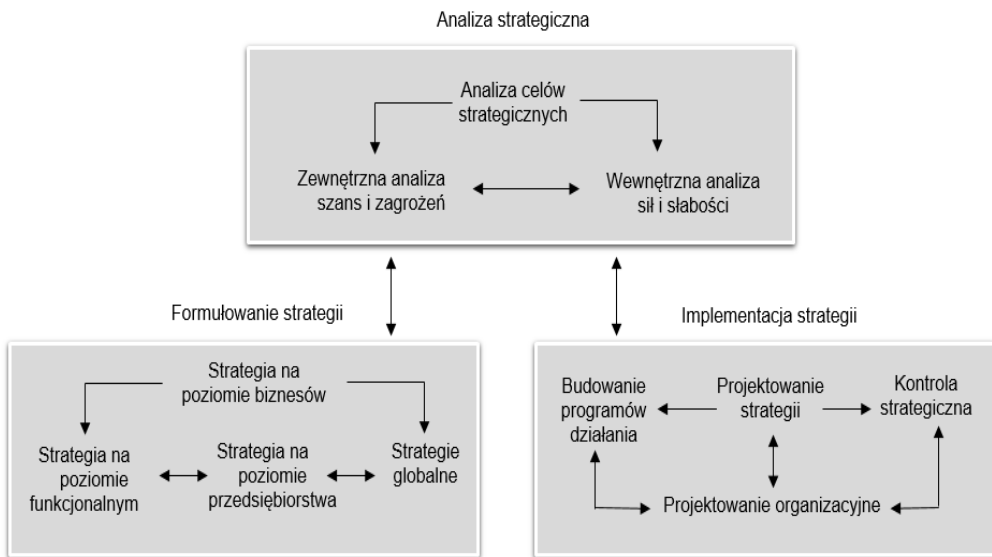 Analiza strategiczna
Analiza celów
strategicznych
Zewnętrzna analiza
szans i zagrożeń
Wewnętrzna analiza
sił i słabości
Formułowanie strategii
Strategia na
poziomie biznesów
Strategia na
poziomie
funkcjonalnym
Strategia na
poziomie
przedsiębiorstwa
Strategie
globalne
Implementacja strategii
Budowanie
programów
działania
Projektowanie
strategii
Kontrola
strategiczna
Projektowanie organizacyjne